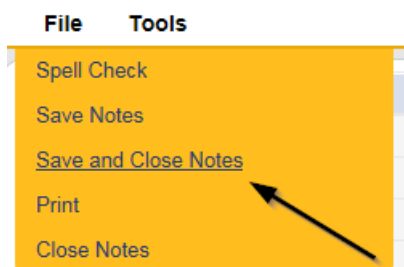 File Tools
Spell Check
Save Notes
Save and Close Notes
Print
Close Notes